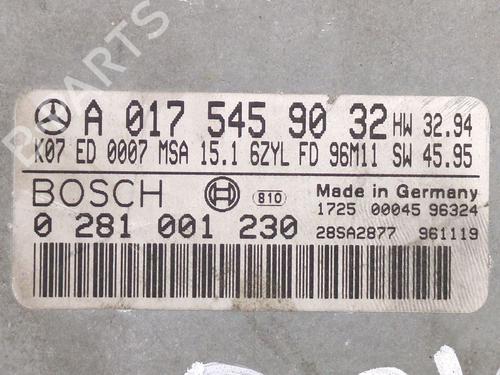 A 017 545 90 32 HW 32.94
K07 ED 0007 MSA 15.1 6ZYL FD 96M11 SW 45.95
BOSCH 810 Made in Germany
1725 00045 96324
0 281 001 230 28SA2877 961119